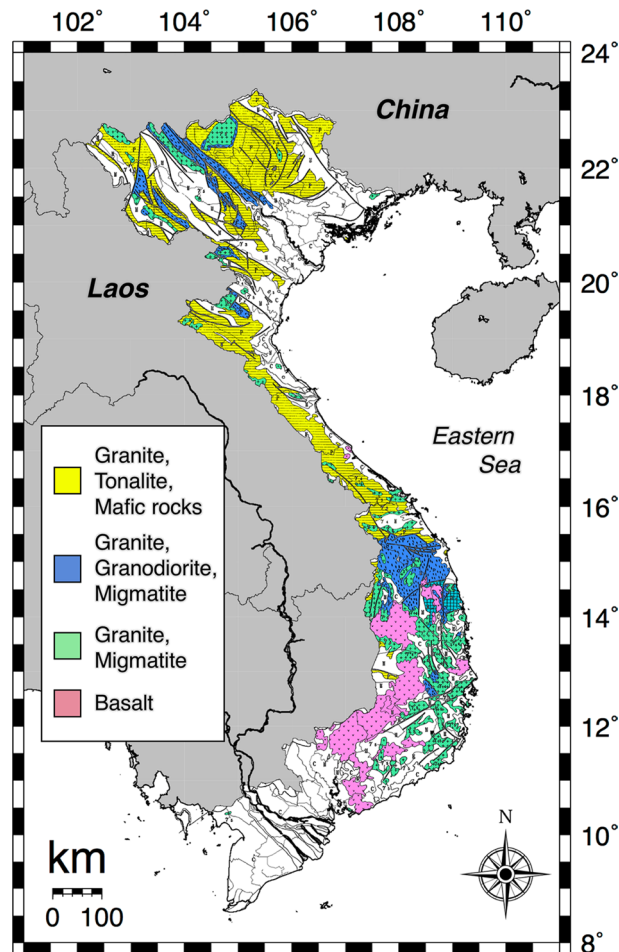 102° 104° 106° 108° 110°
24°
China
22°
Laos
20°
18°
Eastern
Sea
Granite,
Tonalite,
Mafic rocks
16°
Granite,
Granodiorite,
Migmatite
14°
Granite,
Migmatite
Basalt
12°
N
10°
km
0 100
8°